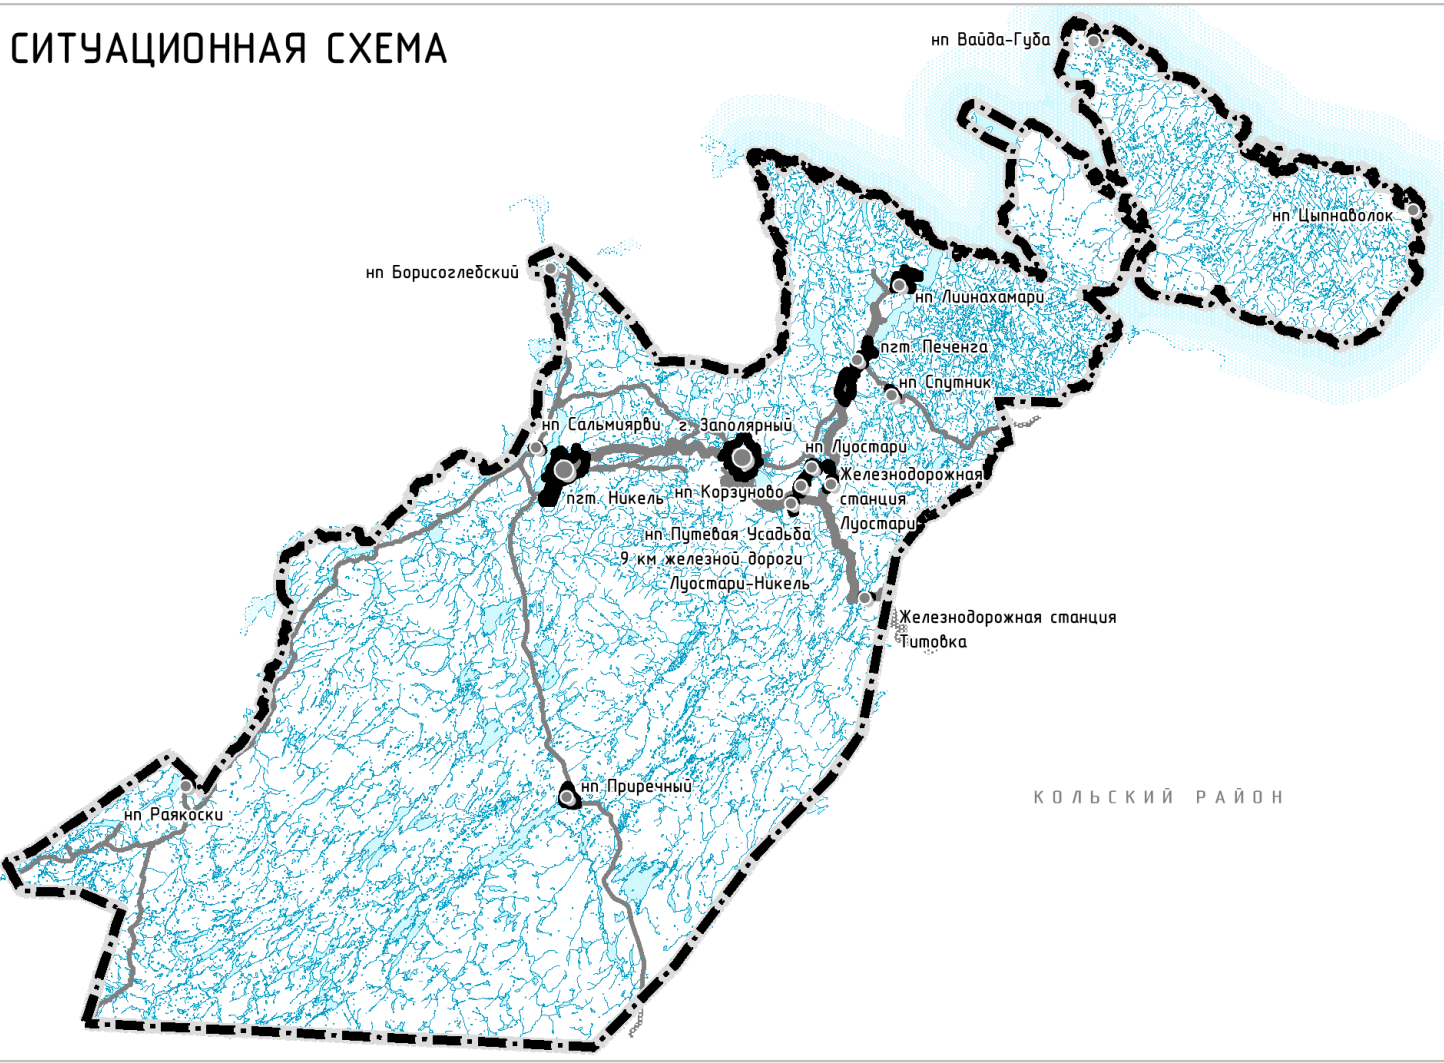 СИТУАЦИОННАЯ СХЕМА
нп Вайда-Губа
нп Цыпнаволок
нп Борисоглебский
нп Лиинахамари
пгт. Печенга
нп Спутник
нп Сальмиярви
г. Заполярный
нп Луостари
Железнодорожная
станция
Луостари
пгт. Никель
нп Корзуново
нп Путевая Усадьба
9 км железной дороги
Луостари-Никель
Железнодорожная станция
Титовка
нп Приречный
КОЛЬСКИЙ РАЙОН
нп Раякоски